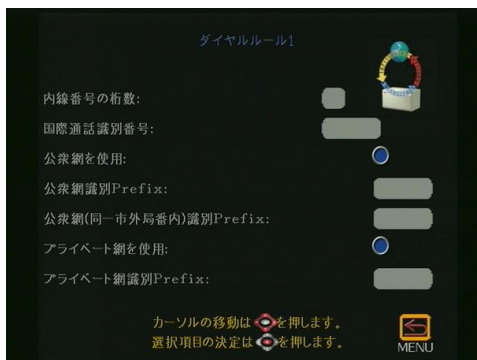 ダイヤルルール1
内線番号の桁数:
国際通話識別番号:
公衆網を使用:
公衆網識別Prefix:
公衆網(同一市外局番内)識別Prefix:
プライベート網を使用:
プライベート網識別Prefix:
カーソルの移動は を押します。
選択項目の決定は を押します。
MENU